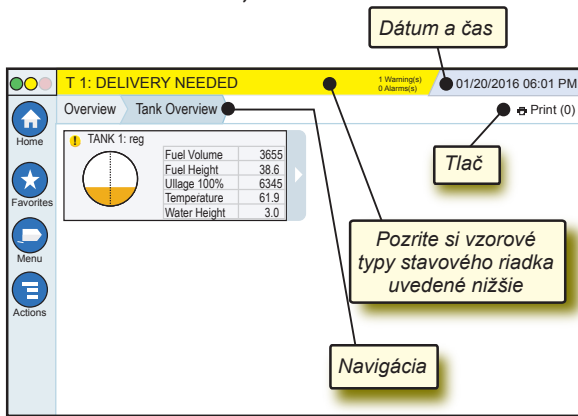 Dátum a čas
T 1: DELIVERY NEEDED
1 Warning(s)
0 Alarms(s)
01/20/2016 06:01 PM
Overview
Tank Overview
Print (0)
Home
Favorites
Menu
Actions
! TANK 1: reg
Fuel Volume 3655
Fuel Height 38.6
Ullage 100% 6345
Temperature 61.9
Water Height 3.0
Tlač
Pozrite si vzorové
typy stavového riadka
uvedené nižšie
Navigácia